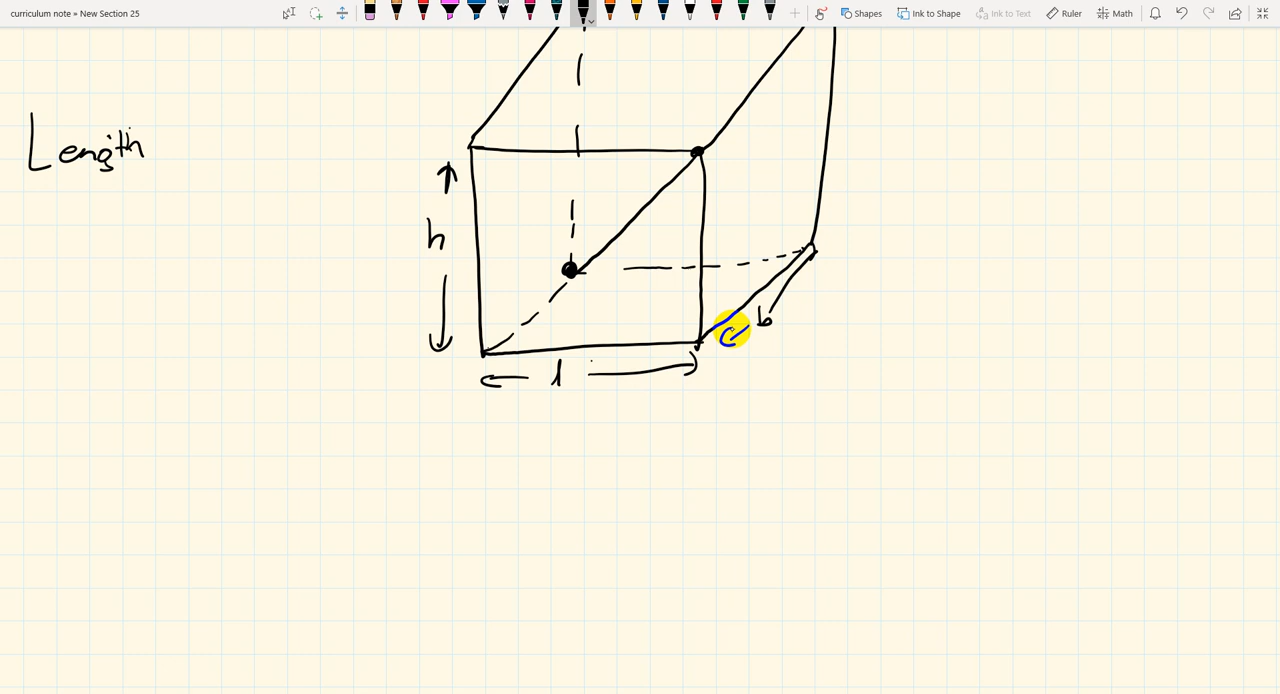 curriculum note » New Section 25
Shapes
Ink to Shape
Ink to Text
Ruler
Math
Length
h
b
l